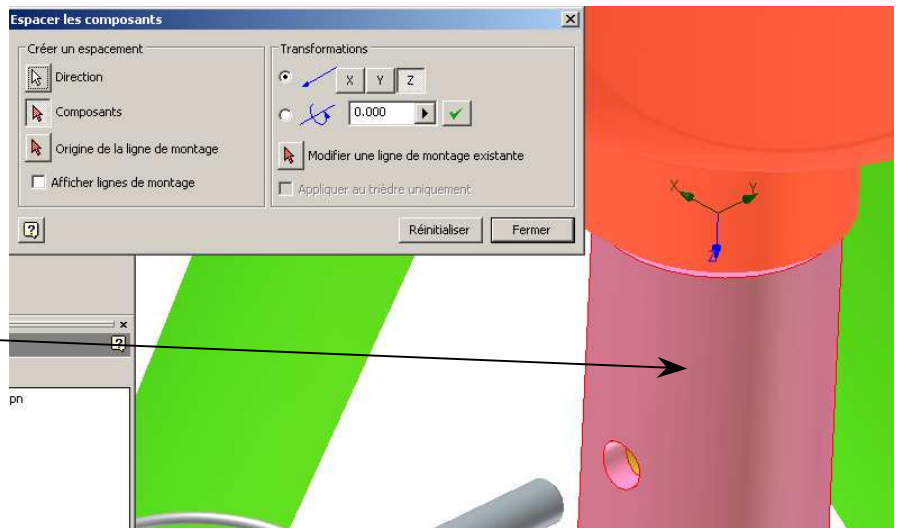 Espacer les composants
Créer un espacement
Direction
Composants
Origine de la ligne de montage
Afficher lignes de montage
Transformations
X Y Z
0.000
Modifier une ligne de montage existante
Appliquer au trièdre uniquement
Réinitialiser Fermer
X Y
Z
pn